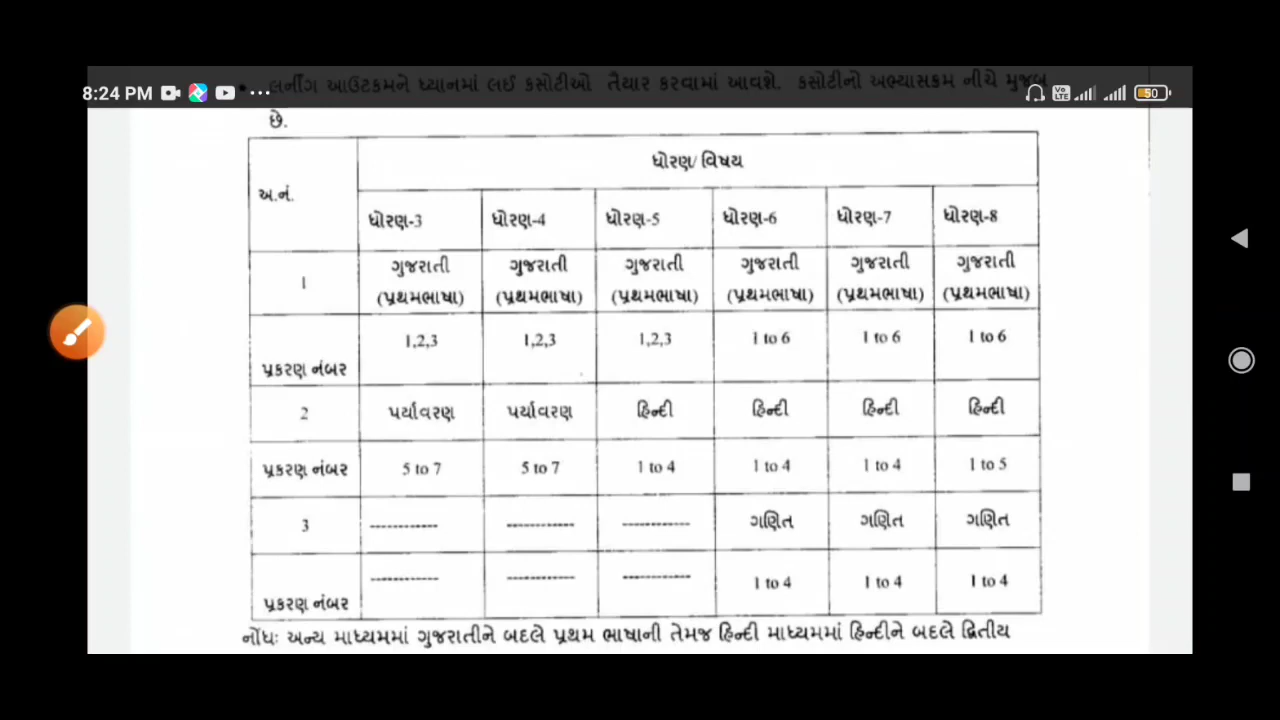 લર્નીંગ આઉટકમને ધ્યાનમાં લઈ કસોટીઓ તૈયાર કરવામાં આવશે. કસોટીનો અભ્યાસક્રમ નીચે મુજબ
8:24 PM ... Vo LTE 50
છે.
ધોરણ/ વિષય
અ.નં.
ધોરણ-3 ધોરણ-4 ધોરણ-5 ધોરણ-6 ધોરણ-7 ધોરણ-8
1 ગુજરાતી ગુજરાતી ગુજરાતી ગુજરાતી ગુજરાતી ગુજરાતી
(પ્રથમભાષા) (પ્રથમભાષા) (પ્રથમભાષા) (પ્રથમભાષા) (પ્રથમભાષા) (પ્રથમભાષા)
પ્રકરણ નંબર 1,2,3 1,2,3 1,2,3 1 to 6 1 to 6 1 to 6
2 પર્યાવરણ પર્યાવરણ હિન્દી હિન્દી હિન્દી હિન્દી
પ્રકરણ નંબર 5 to 7 5 to 7 1 to 4 1 to 4 1 to 4 1 to 5
3 ------------ ------------ ------------ ગણિત ગણિત ગણિત
પ્રકરણ નંબર ------------ ------------ ------------ 1 to 4 1 to 4 1 to 4
નોંધઃ અન્ય માધ્યમમાં ગુજરાતીને બદલે પ્રથમ ભાષાની તેમજ હિન્દી માધ્યમમાં હિન્દીને બદલે દ્વિતીય